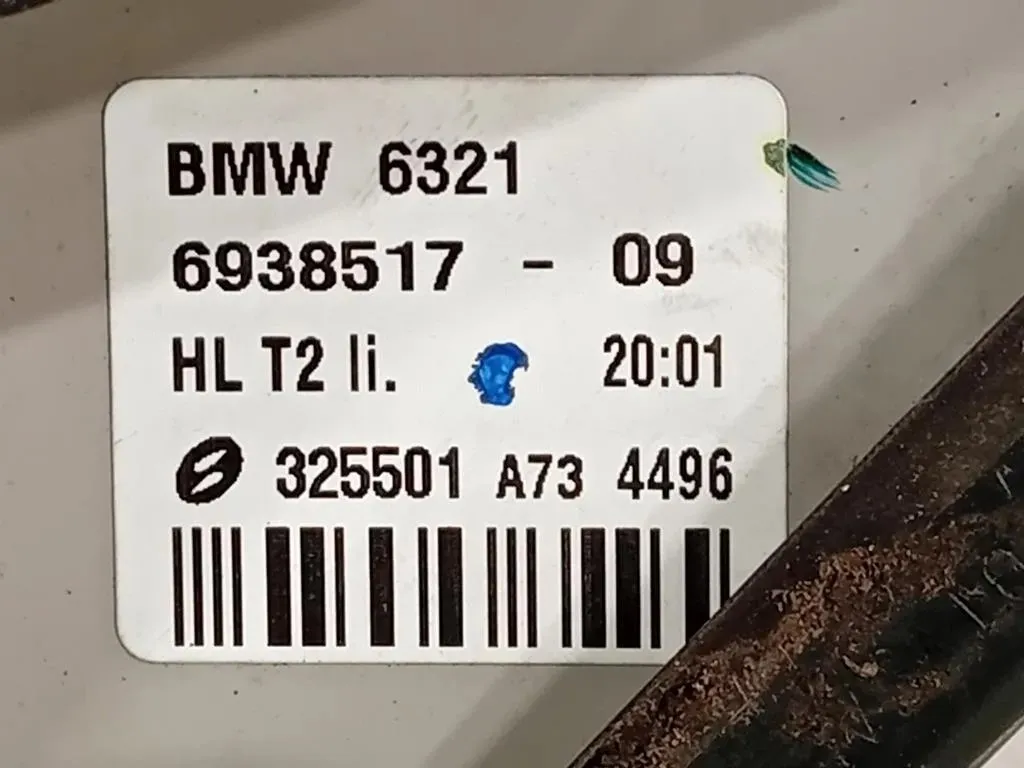 BMW 6321
6938517 - 09
HL T2 li. 20:01
325501 A73 4496